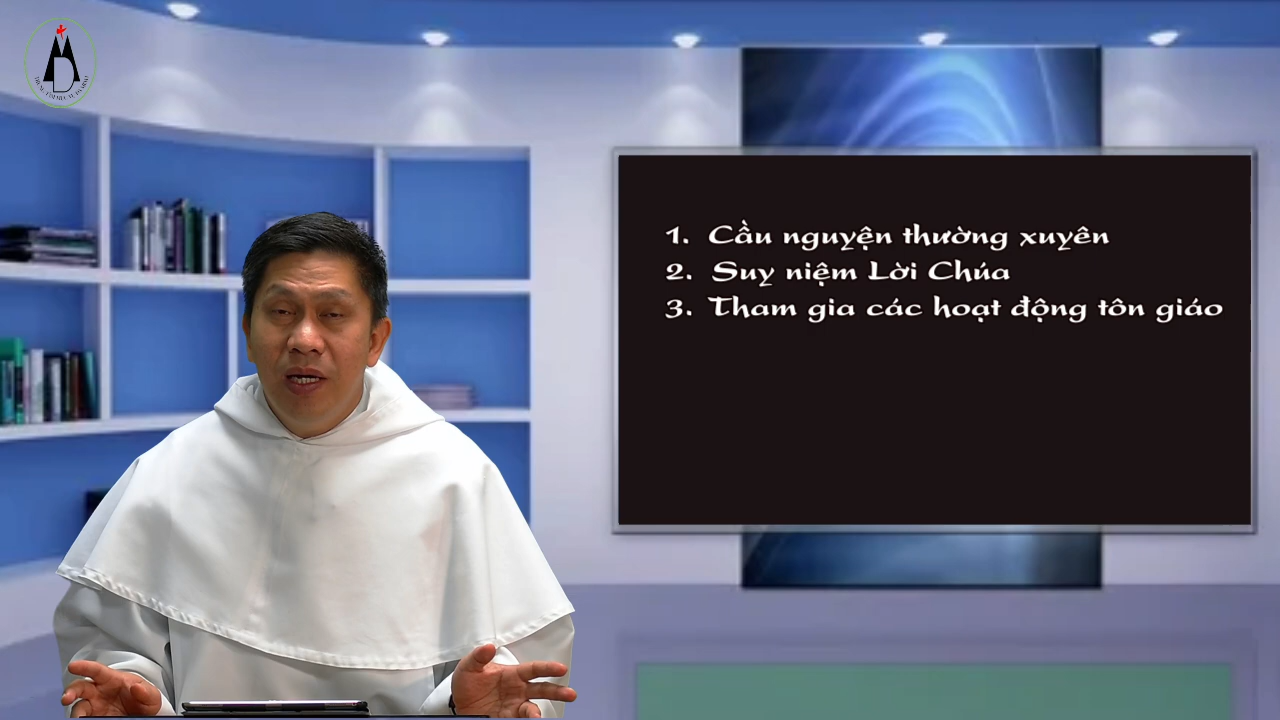 1. Cầu nguyện thường xuyên
2. Suy niệm Lời Chúa
3. Tham gia các hoạt động tôn giáo